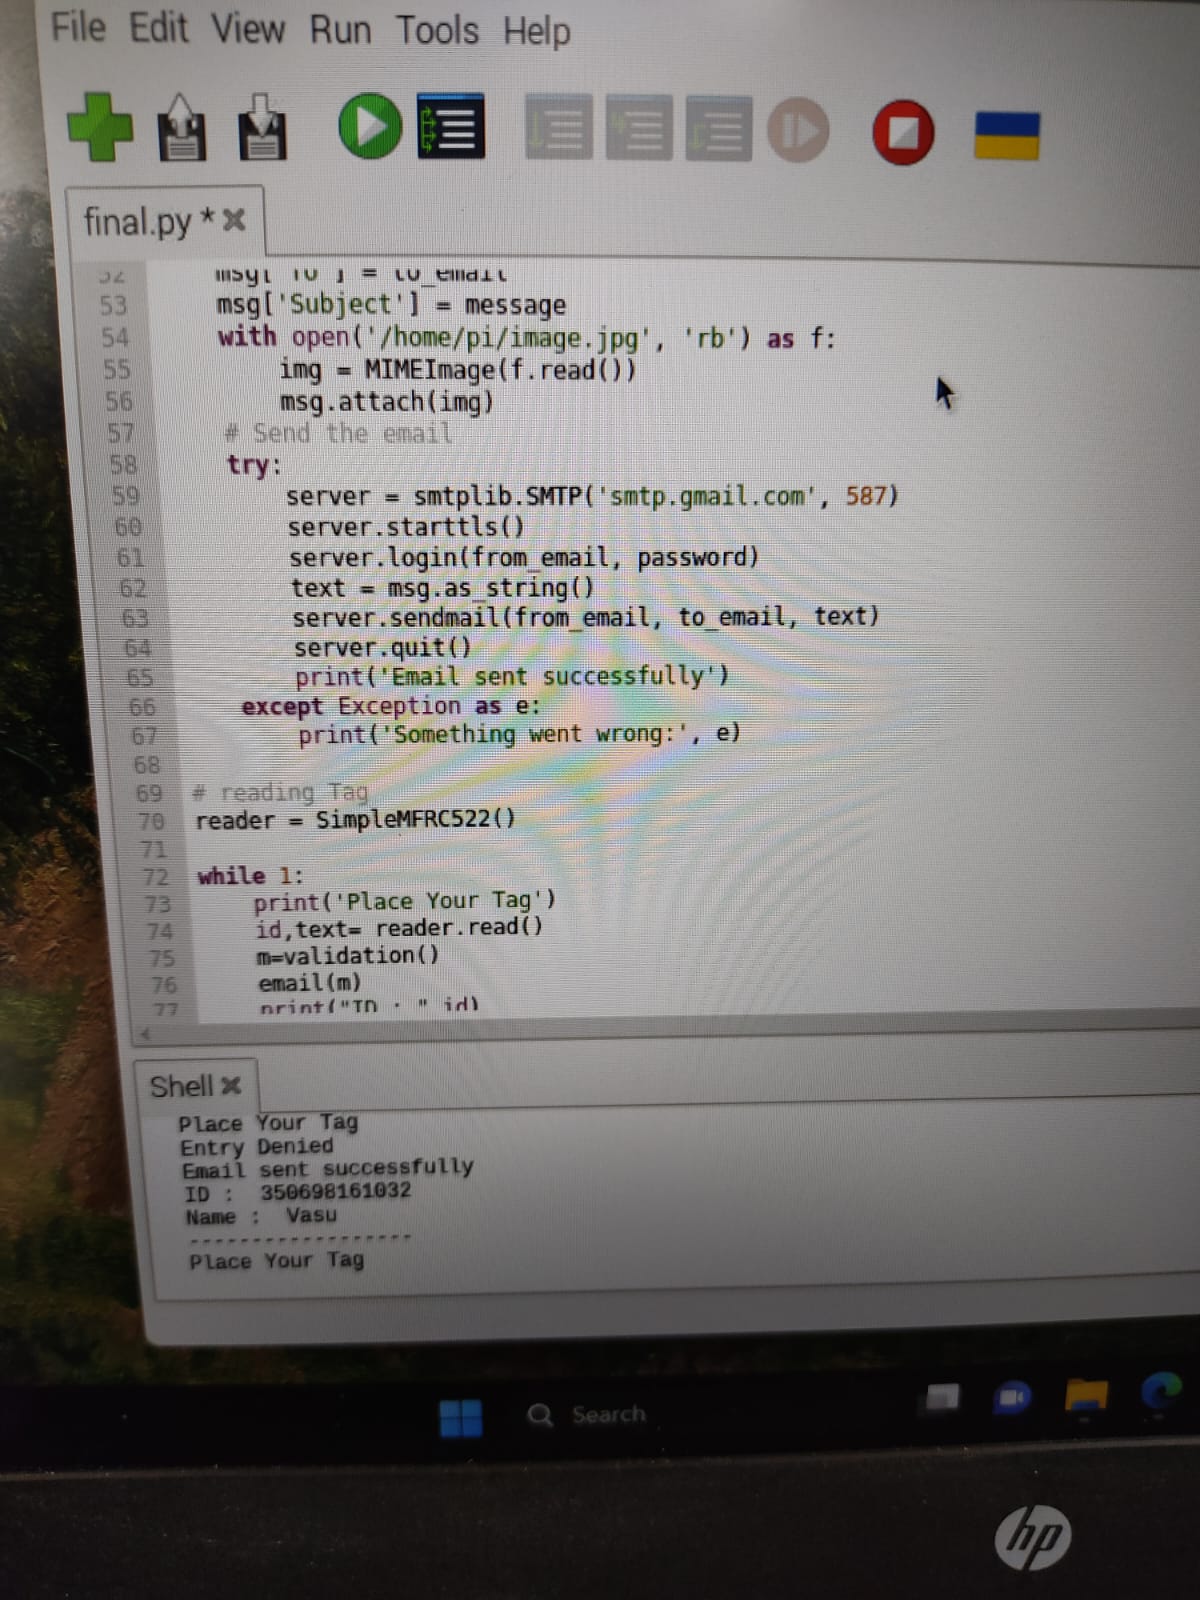 File Edit View Run Tools Help
final.py *
52 msg['To'] = to_email
53 msg['Subject'] = message
54 with open('/home/pi/image.jpg', 'rb') as f:
55 img = MIMEImage(f.read())
56 msg.attach(img)
57 # Send the email
58 try:
59 server = smtplib.SMTP('smtp.gmail.com', 587)
60 server.starttls()
61 server.login(from_email, password)
62 text = msg.as_string()
63 server.sendmail(from_email, to_email, text)
64 server.quit()
65 print('Email sent successfully')
66 except Exception as e:
67 print('Something went wrong:', e)
68
69 # reading Tag
70 reader = SimpleMFRC522()
71
72 while 1:
73 print('Place Your Tag')
74 id,text= reader.read()
75 m=validation()
76 email(m)
77 print("ID : " id)
Shell
Place Your Tag
Entry Denied
Email sent successfully
ID : 350698161032
Name : Vasu
------------------
Place Your Tag
Search
hp